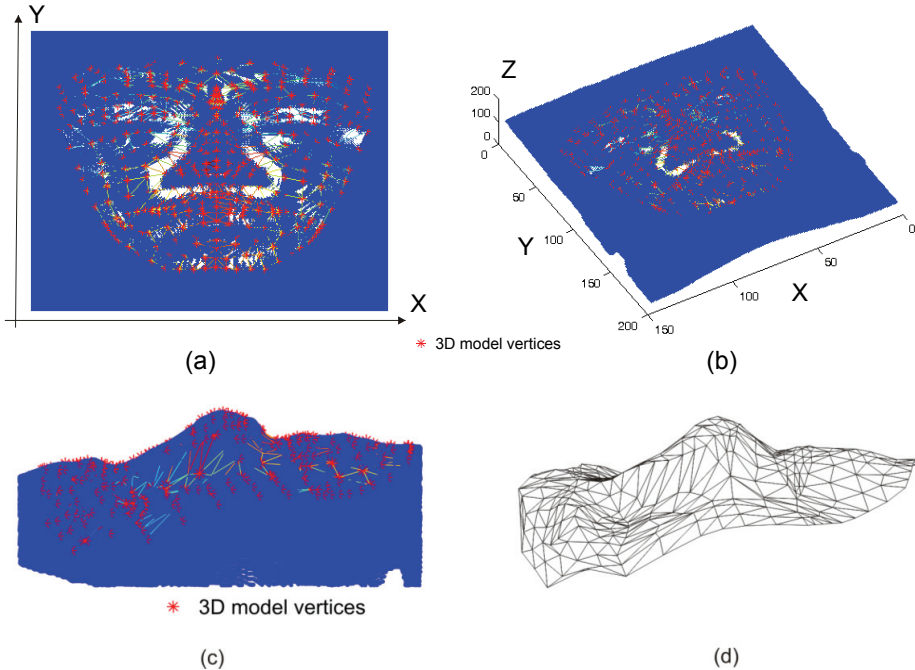 Y
X
(a)
Z
200
100
0
0
50
100
150
200
Y
0
50
100
150
X
(b)
3D model vertices
3D model vertices
(c)
(d)